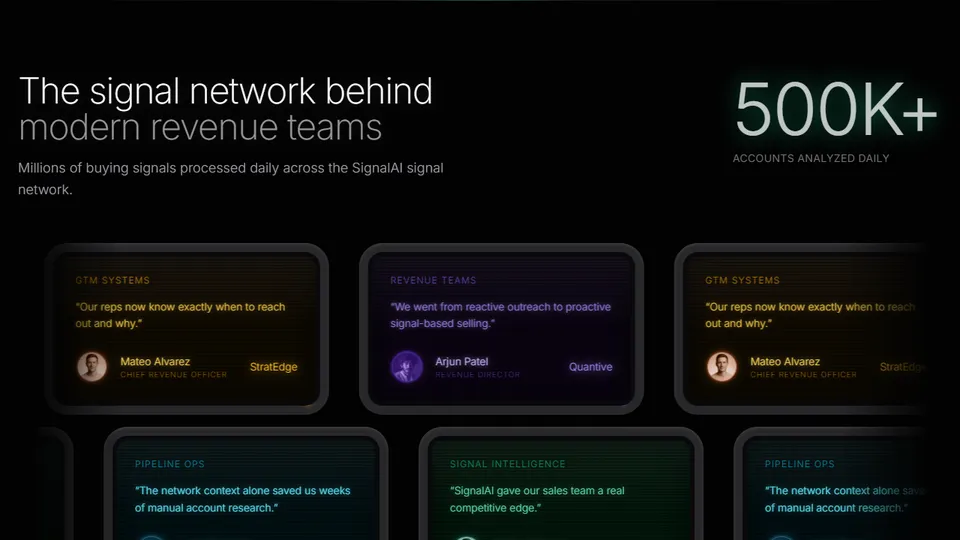 The signal network behind
modern revenue teams
Millions of buying signals processed daily across the SignalAI signal
network.
500K+
ACCOUNTS ANALYZED DAILY
GTM SYSTEMS
“Our reps now know exactly when to reach
out and why.”
Mateo Alvarez
CHIEF REVENUE OFFICER
StratEdge
REVENUE TEAMS
“We went from reactive outreach to proactive
signal-based selling.”
Arjun Patel
REVENUE DIRECTOR
Quantive
GTM SYSTEMS
“Our reps now know exactly when to reach
out and why.”
Mateo Alvarez
CHIEF REVENUE OFFICER
StratEdge
PIPELINE OPS
“The network context alone saved us weeks
of manual account research.”
SIGNAL INTELLIGENCE
“SignalAI gave our sales team a real
competitive edge.”
PIPELINE OPS
“The network context alone
of manual account research.”